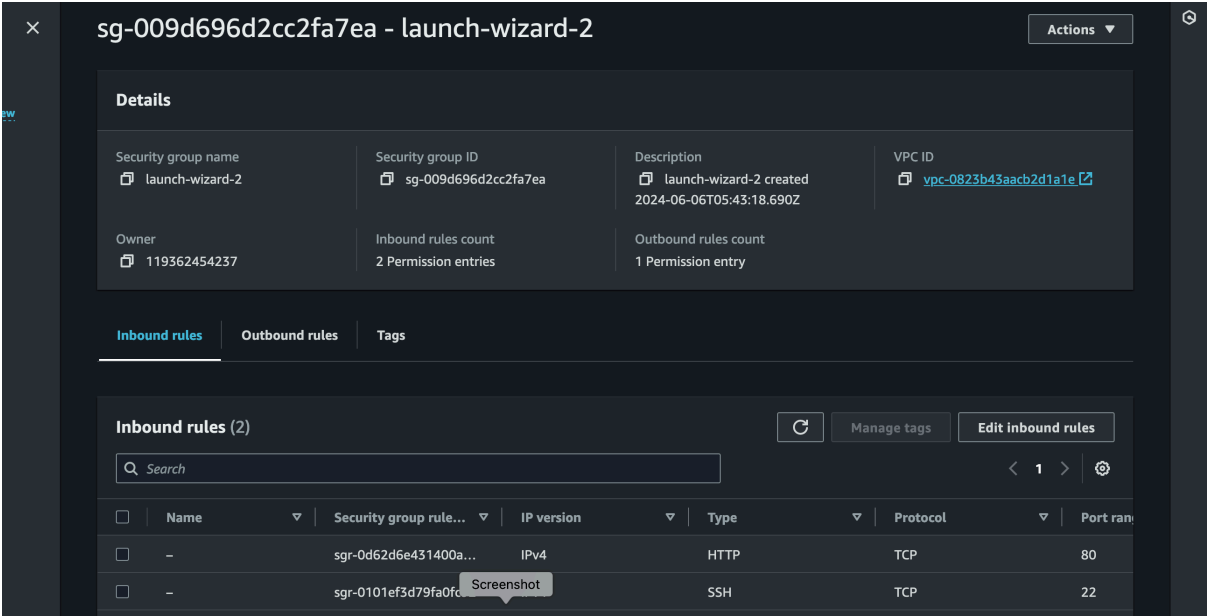 sg-009d696d2cc2fa7ea - launch-wizard-2
Actions
ew
Details
Security group name
launch-wizard-2
Security group ID
sg-009d696d2cc2fa7ea
Description
launch-wizard-2 created
2024-06-06T05:43:18.690Z
VPC ID
vpc-0823b43aacb2d1a1e
Owner
119362454237
Inbound rules count
2 Permission entries
Outbound rules count
1 Permission entry
Inbound rules Outbound rules Tags
Inbound rules (2)
Manage tags Edit inbound rules
Search
1
Name Security group rule... IP version Type Protocol Port rang
– sgr-0d62d6e431400a... IPv4 HTTP TCP 80
– sgr-0101ef3d79fa0fc SSH TCP 22
Screenshot